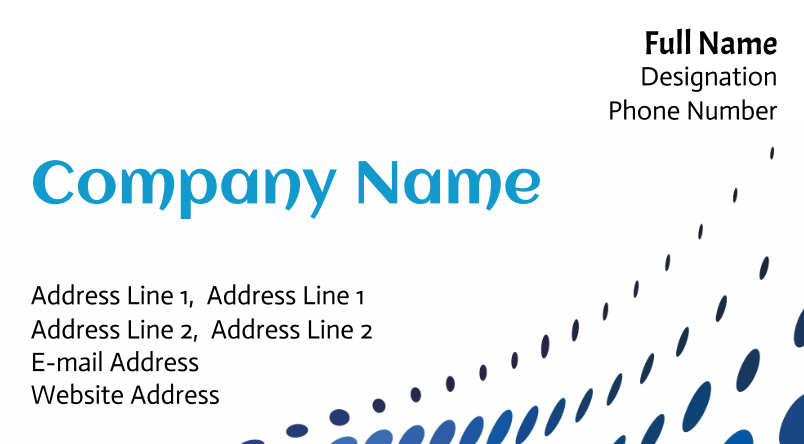 Full Name
Designation
Phone Number
Company Name
Address Line 1,  Address Line 1
Address Line 2,  Address Line 2
E-mail Address
Website Address